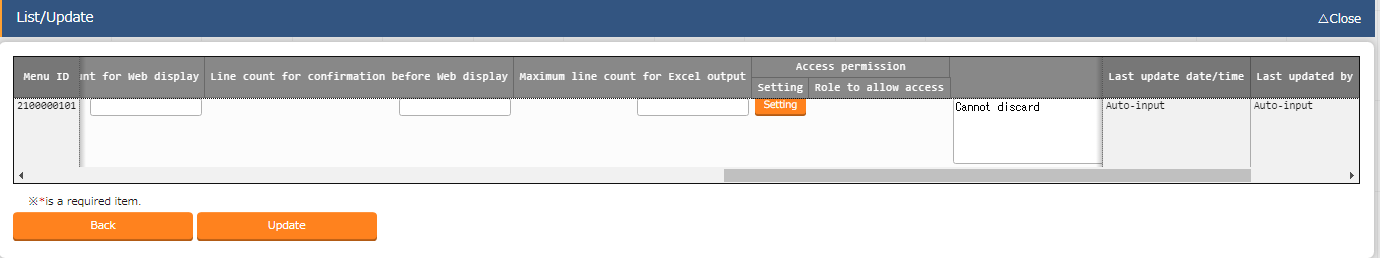 List/Update
△Close
Menu ID
nt for Web display
Line count for confirmation before Web display
Maximum line count for Excel output
Access permission
Setting
Role to allow access
Last update date/time
Last updated by
2100000101
Setting
Cannot discard
Auto-input
Auto-input
※*is a required item.
Back
Update